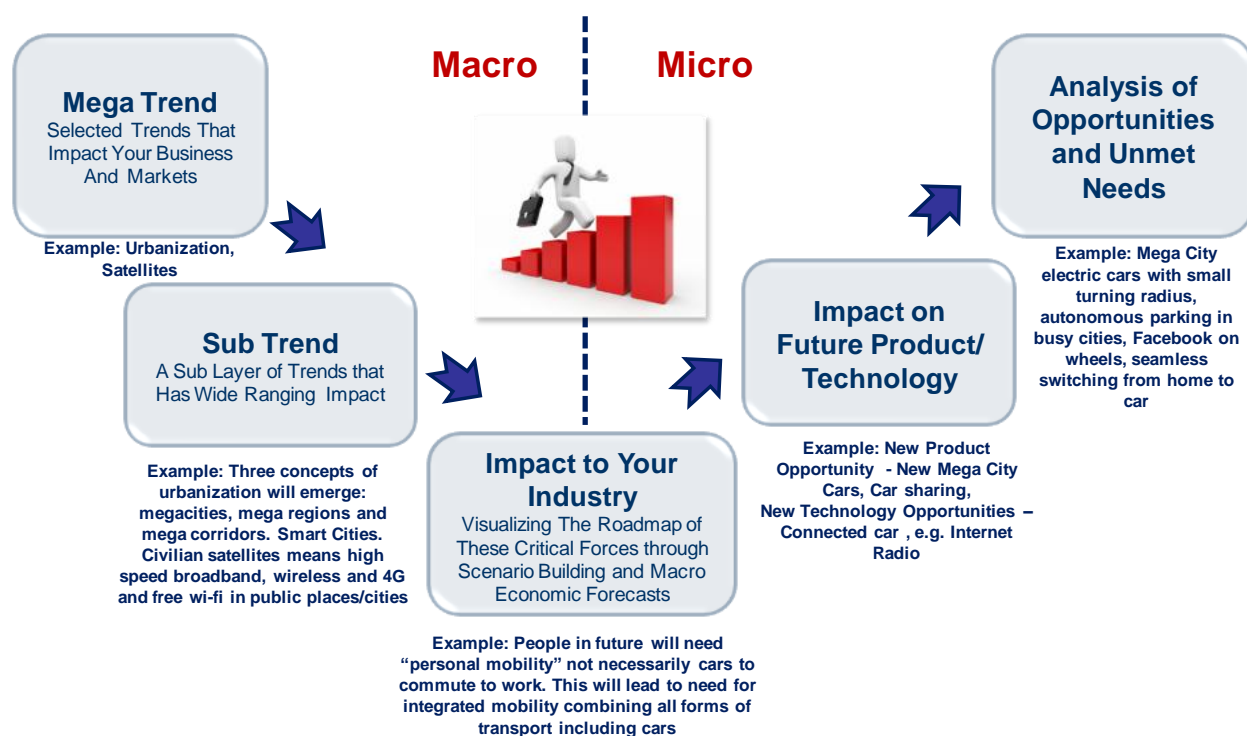 Macro
Micro
Mega Trend
Selected Trends That
Impact Your Business
And Markets
Example: Urbanization,
Satellites
Sub Trend
A Sub Layer of Trends that
Has Wide Ranging Impact
Example: Three concepts of
urbanization will emerge:
megacities, mega regions and
mega corridors. Smart Cities.
Civilian satellites means high
speed broadband, wireless and 4G
and free wi-fi in public places/cities
Impact to Your
Industry
Visualizing The Roadmap of
These Critical Forces through
Scenario Building and Macro
Economic Forecasts
Example: People in future will need
“personal mobility” not necessarily cars to
commute to work. This will lead to need for
integrated mobility combining all forms of
transport including cars
Impact on
Future Product/
Technology
Example: New Product
Opportunity - New Mega City
Cars, Car sharing,
New Technology Opportunities –
Connected car , e.g. Internet
Radio
Analysis of
Opportunities
and Unmet
Needs
Example: Mega City
electric cars with small
turning radius,
autonomous parking in
busy cities, Facebook on
wheels, seamless
switching from home to
car